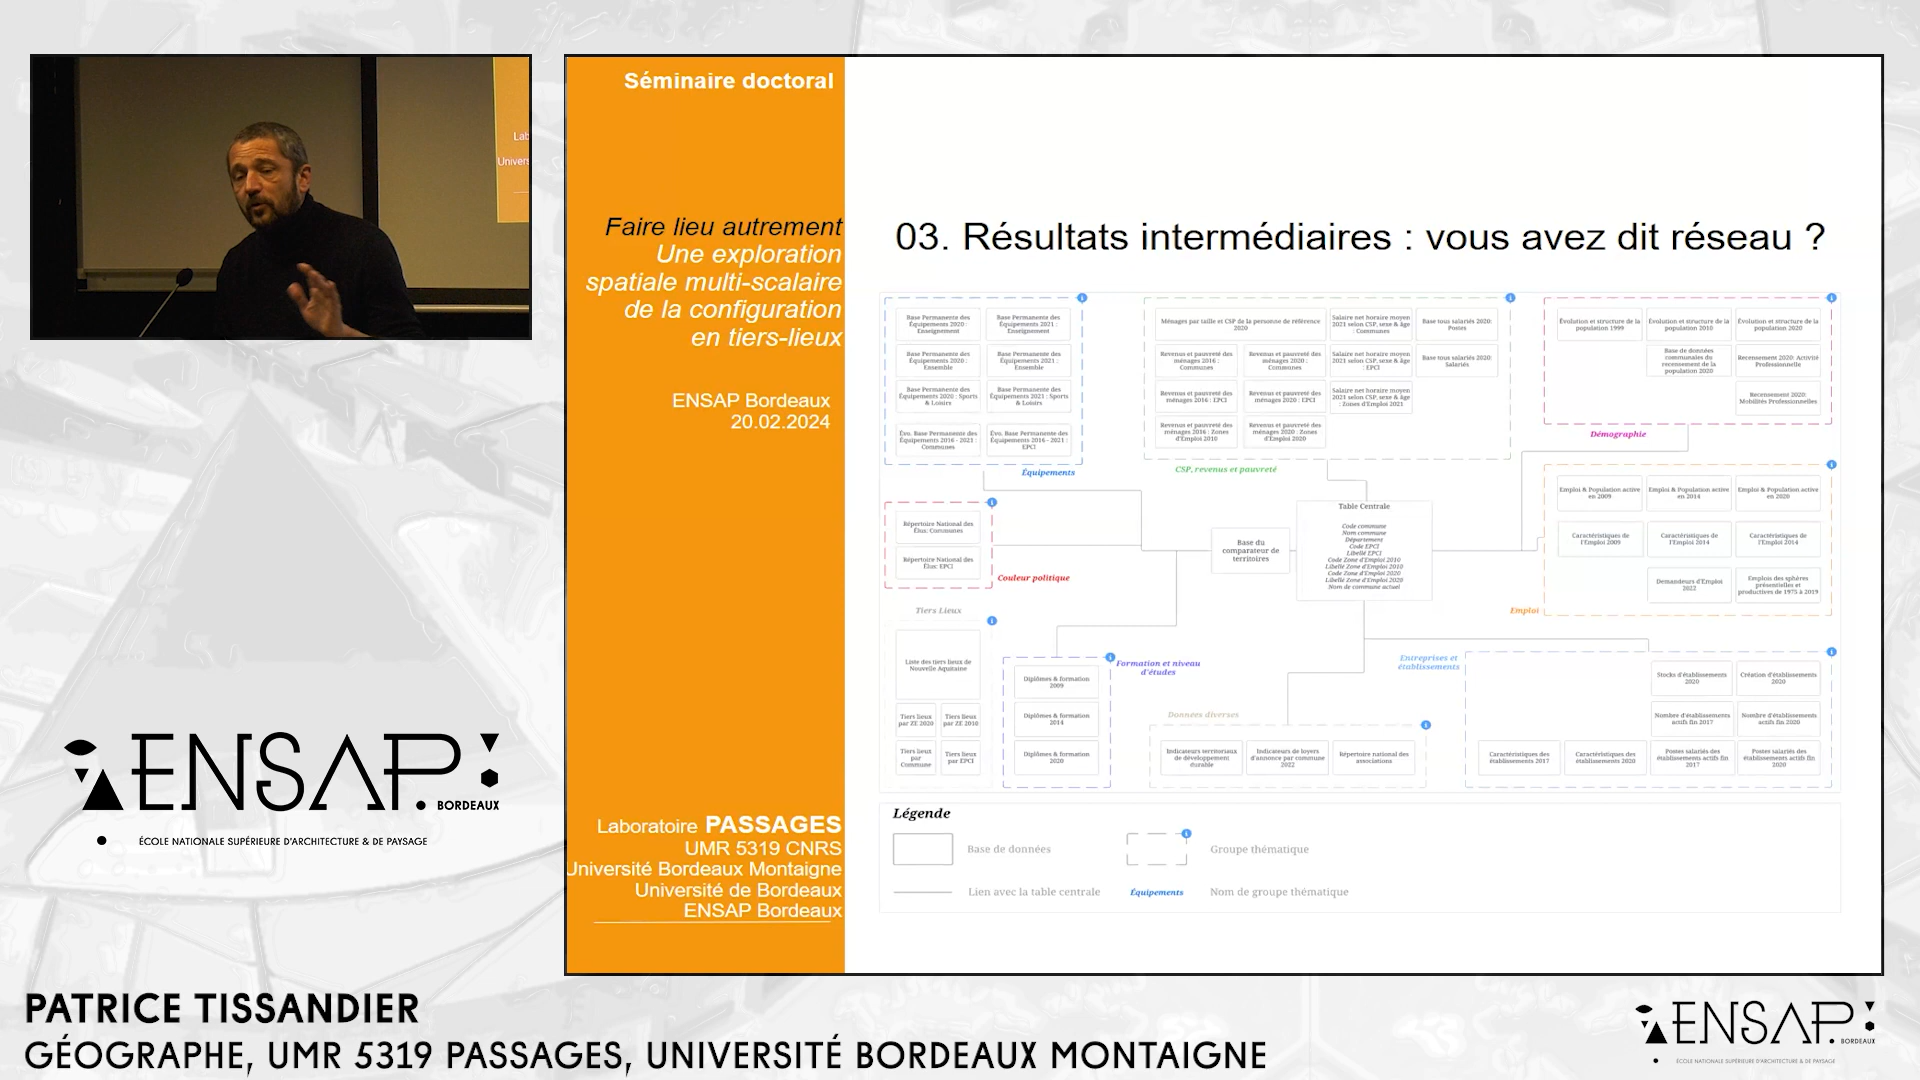 Lab
Univers
Séminaire doctoral
Faire lieu autrement
Une exploration
spatiale multi-scalaire
de la configuration
en tiers-lieux
ENSAP Bordeaux
20.02.2024
Laboratoire PASSAGES
UMR 5319 CNRS
Université Bordeaux Montaigne
Université de Bordeaux
ENSAP Bordeaux
03. Résultats intermédiaires : vous avez dit réseau ?
Base Permanente des
Équipements 2020 :
Enseignement
Base Permanente des
Équipements 2021 :
Enseignement
Base Permanente des
Équipements 2020 :
Ensemble
Base Permanente des
Équipements 2021 :
Ensemble
Base Permanente des
Équipements 2020 : Sports
& Loisirs
Base Permanente des
Équipements 2021 : Sports
& Loisirs
Évo. Base Permanente des
Équipements 2016 - 2021 :
Communes
Évo. Base Permanente des
Équipements 2016 - 2021 :
EPCI
Équipements
Ménages par taille et CSP de la personne de référence
2020
Salaire net horaire moyen
2021 selon CSP, sexe & âge
: Communes
Base tous salariés 2020:
Postes
Revenus et pauvreté des
ménages 2016 :
Communes
Revenus et pauvreté des
ménages 2020 :
Communes
Salaire net horaire moyen
2021 selon CSP, sexe & âge
: EPCI
Base tous salariés 2020:
Salariés
Revenus et pauvreté des
ménages 2016 : EPCI
Revenus et pauvreté des
ménages 2020 : EPCI
Salaire net horaire moyen
2021 selon CSP, sexe & âge
: Zones d'Emploi 2021
Revenus et pauvreté des
ménages 2016 : Zones
d'Emploi 2010
Revenus et pauvreté des
ménages 2020 : Zones
d'Emploi 2020
CSP, revenus et pauvreté
Évolution et structure de la
population 1999
Évolution et structure de la
population 2010
Évolution et structure de la
population 2020
Base de données
communales du
recensement de la
population 2020
Recensement 2020: Activité
Professionnelle
Recensement 2020:
Mobilités Professionnelles
Démographie
Répertoire National des
Élus: Communes
Répertoire National des
Élus: EPCI
Couleur politique
Base du
comparateur de
territoires
Table Centrale
Code commune
Nom commune
Département
Code EPCI
Libellé EPCI
Code Zone d'Emploi 2010
Libellé Zone d'Emploi 2010
Code Zone d'Emploi 2020
Libellé Zone d'Emploi 2020
Nom de commune actuel
Emploi & Population active
en 2009
Emploi & Population active
en 2014
Emploi & Population active
en 2020
Caractéristiques de
l'Emploi 2009
Caractéristiques de
l'Emploi 2014
Caractéristiques de
l'Emploi 2014
Demandeurs d'Emploi
2022
Emplois des sphères
présentielles et
productives de 1975 à 2019
Emploi
Tiers Lieux
Liste des tiers lieux de
Nouvelle Aquitaine
Tiers lieux
par ZE 2020
Tiers lieux
par ZE 2010
Tiers lieux
par
Commune
Tiers lieux
par EPCI
Formation et niveau
d'études
Diplômes & formation
2009
Diplômes & formation
2014
Diplômes & formation
2020
Données diverses
Indicateurs territoriaux
de développement
durable
Indicateurs de loyers
d'annonce par commune
2022
Répertoire national des
associations
Entreprises et
établissements
Stocks d'établissements
2020
Création d'établissements
2020
Nombre d'établissements
actifs fin 2017
Nombre d'établissements
actifs fin 2020
Caractéristiques des
établissements 2017
Caractéristiques des
établissements 2020
Postes salariés des
établissements actifs fin
2017
Postes salariés des
établissements actifs fin
2020
Légende
Base de données
Groupe thématique
Lien avec la table centrale
Équipements
Nom de groupe thématique
ENSAP
BORDEAUX
ÉCOLE NATIONALE SUPÉRIEURE D'ARCHITECTURE & DE PAYSAGE
PATRICE TISSANDIER
GÉOGRAPHE, UMR 5319 PASSAGES, UNIVERSITÉ BORDEAUX MONTAIGNE
ENSAP
BORDEAUX
ÉCOLE NATIONALE SUPÉRIEURE D'ARCHITECTURE & DE PAYSAGE